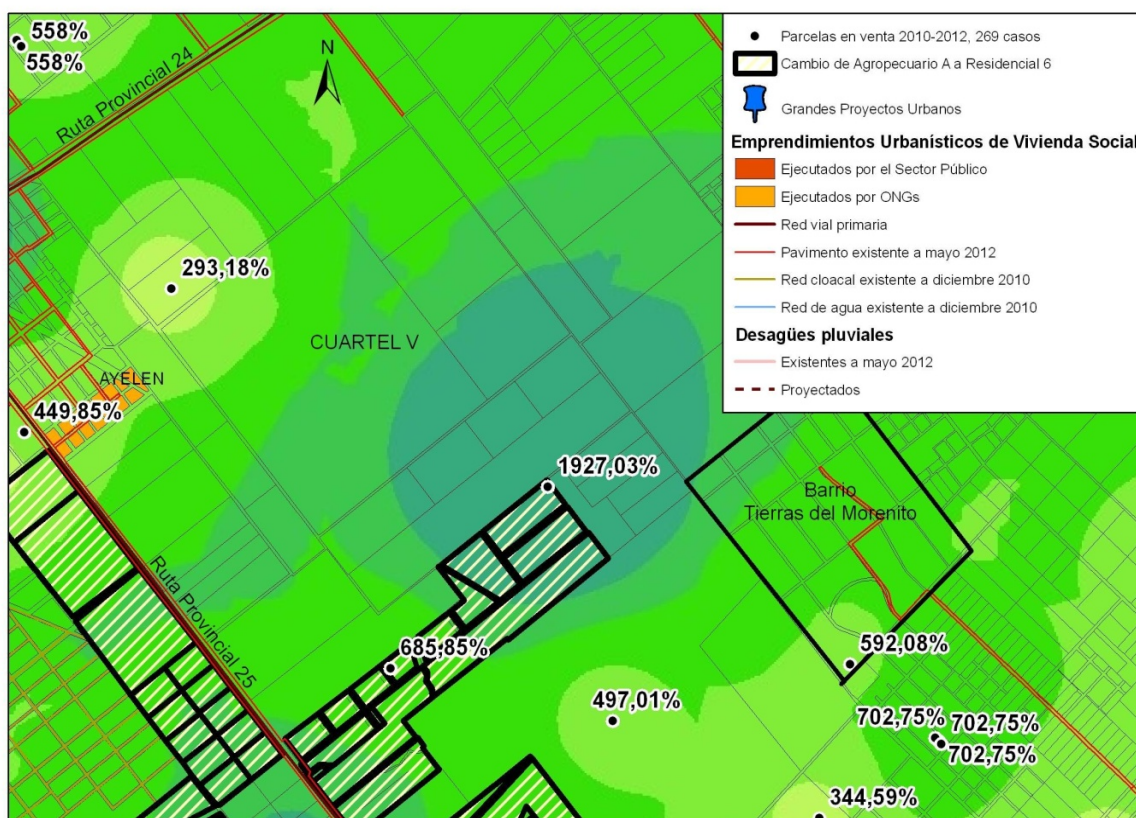 558%
558%
Ruta Provincial 24
N
293,18%
CUARTEL V
AYELEN
449,85%
1927,03%
Barrio
Tierras del Morenito
Ruta Provincial 25
685,85%
592,08%
497,01%
702,75%
702,75%
702,75%
344,59%
Parcelas en venta 2010-2012, 269 casos
Cambio de Agropecuario A a Residencial 6
Grandes Proyectos Urbanos
Emprendimientos Urbanísticos de Vivienda Social
Ejecutados por el Sector Público
Ejecutados por ONGs
Red vial primaria
Pavimento existente a mayo 2012
Red cloacal existente a diciembre 2010
Red de agua existente a diciembre 2010
Desagües pluviales
Existentes a mayo 2012
Proyectados